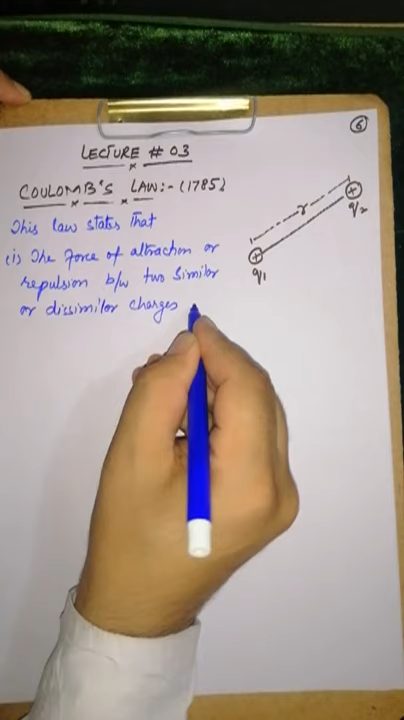 6
LECTURE # 03
COULOMB'S LAW:- (1785)
This law states that
(i) The Force of attraction or
repulsion b/w two similar
or dissimilar charges
r
+ q2
+ q1